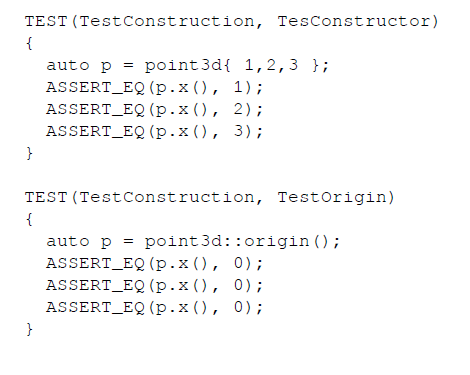 TEST(TestConstruction, TesConstructor)
{
  auto p = point3d{ 1,2,3 };
  ASSERT_EQ(p.x(), 1);
  ASSERT_EQ(p.x(), 2);
  ASSERT_EQ(p.x(), 3);
}

TEST(TestConstruction, TestOrigin)
{
  auto p = point3d::origin();
  ASSERT_EQ(p.x(), 0);
  ASSERT_EQ(p.x(), 0);
  ASSERT_EQ(p.x(), 0);
}